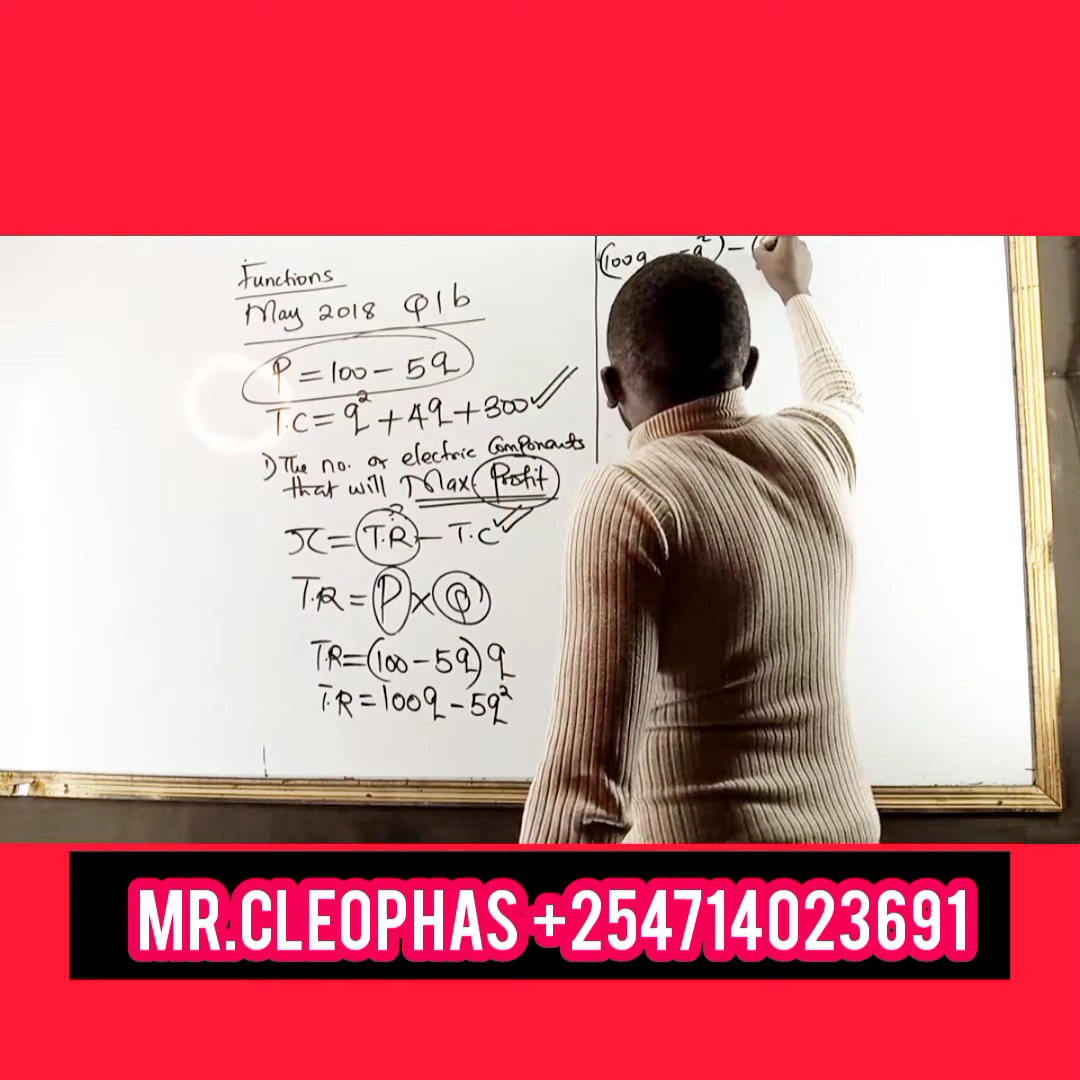 Functions
May 2018 Q1b
P = 100 - 5q
T.C = q² + 4q + 300
1) The no. of electric Components
that will Max. Profit
π = T.R - T.C
?
T.R = P x Q
T.R = (100 - 5q) q
T.R = 100q - 5q²
(100q - q²) - (
MR.CLEOPHAS +254714023691